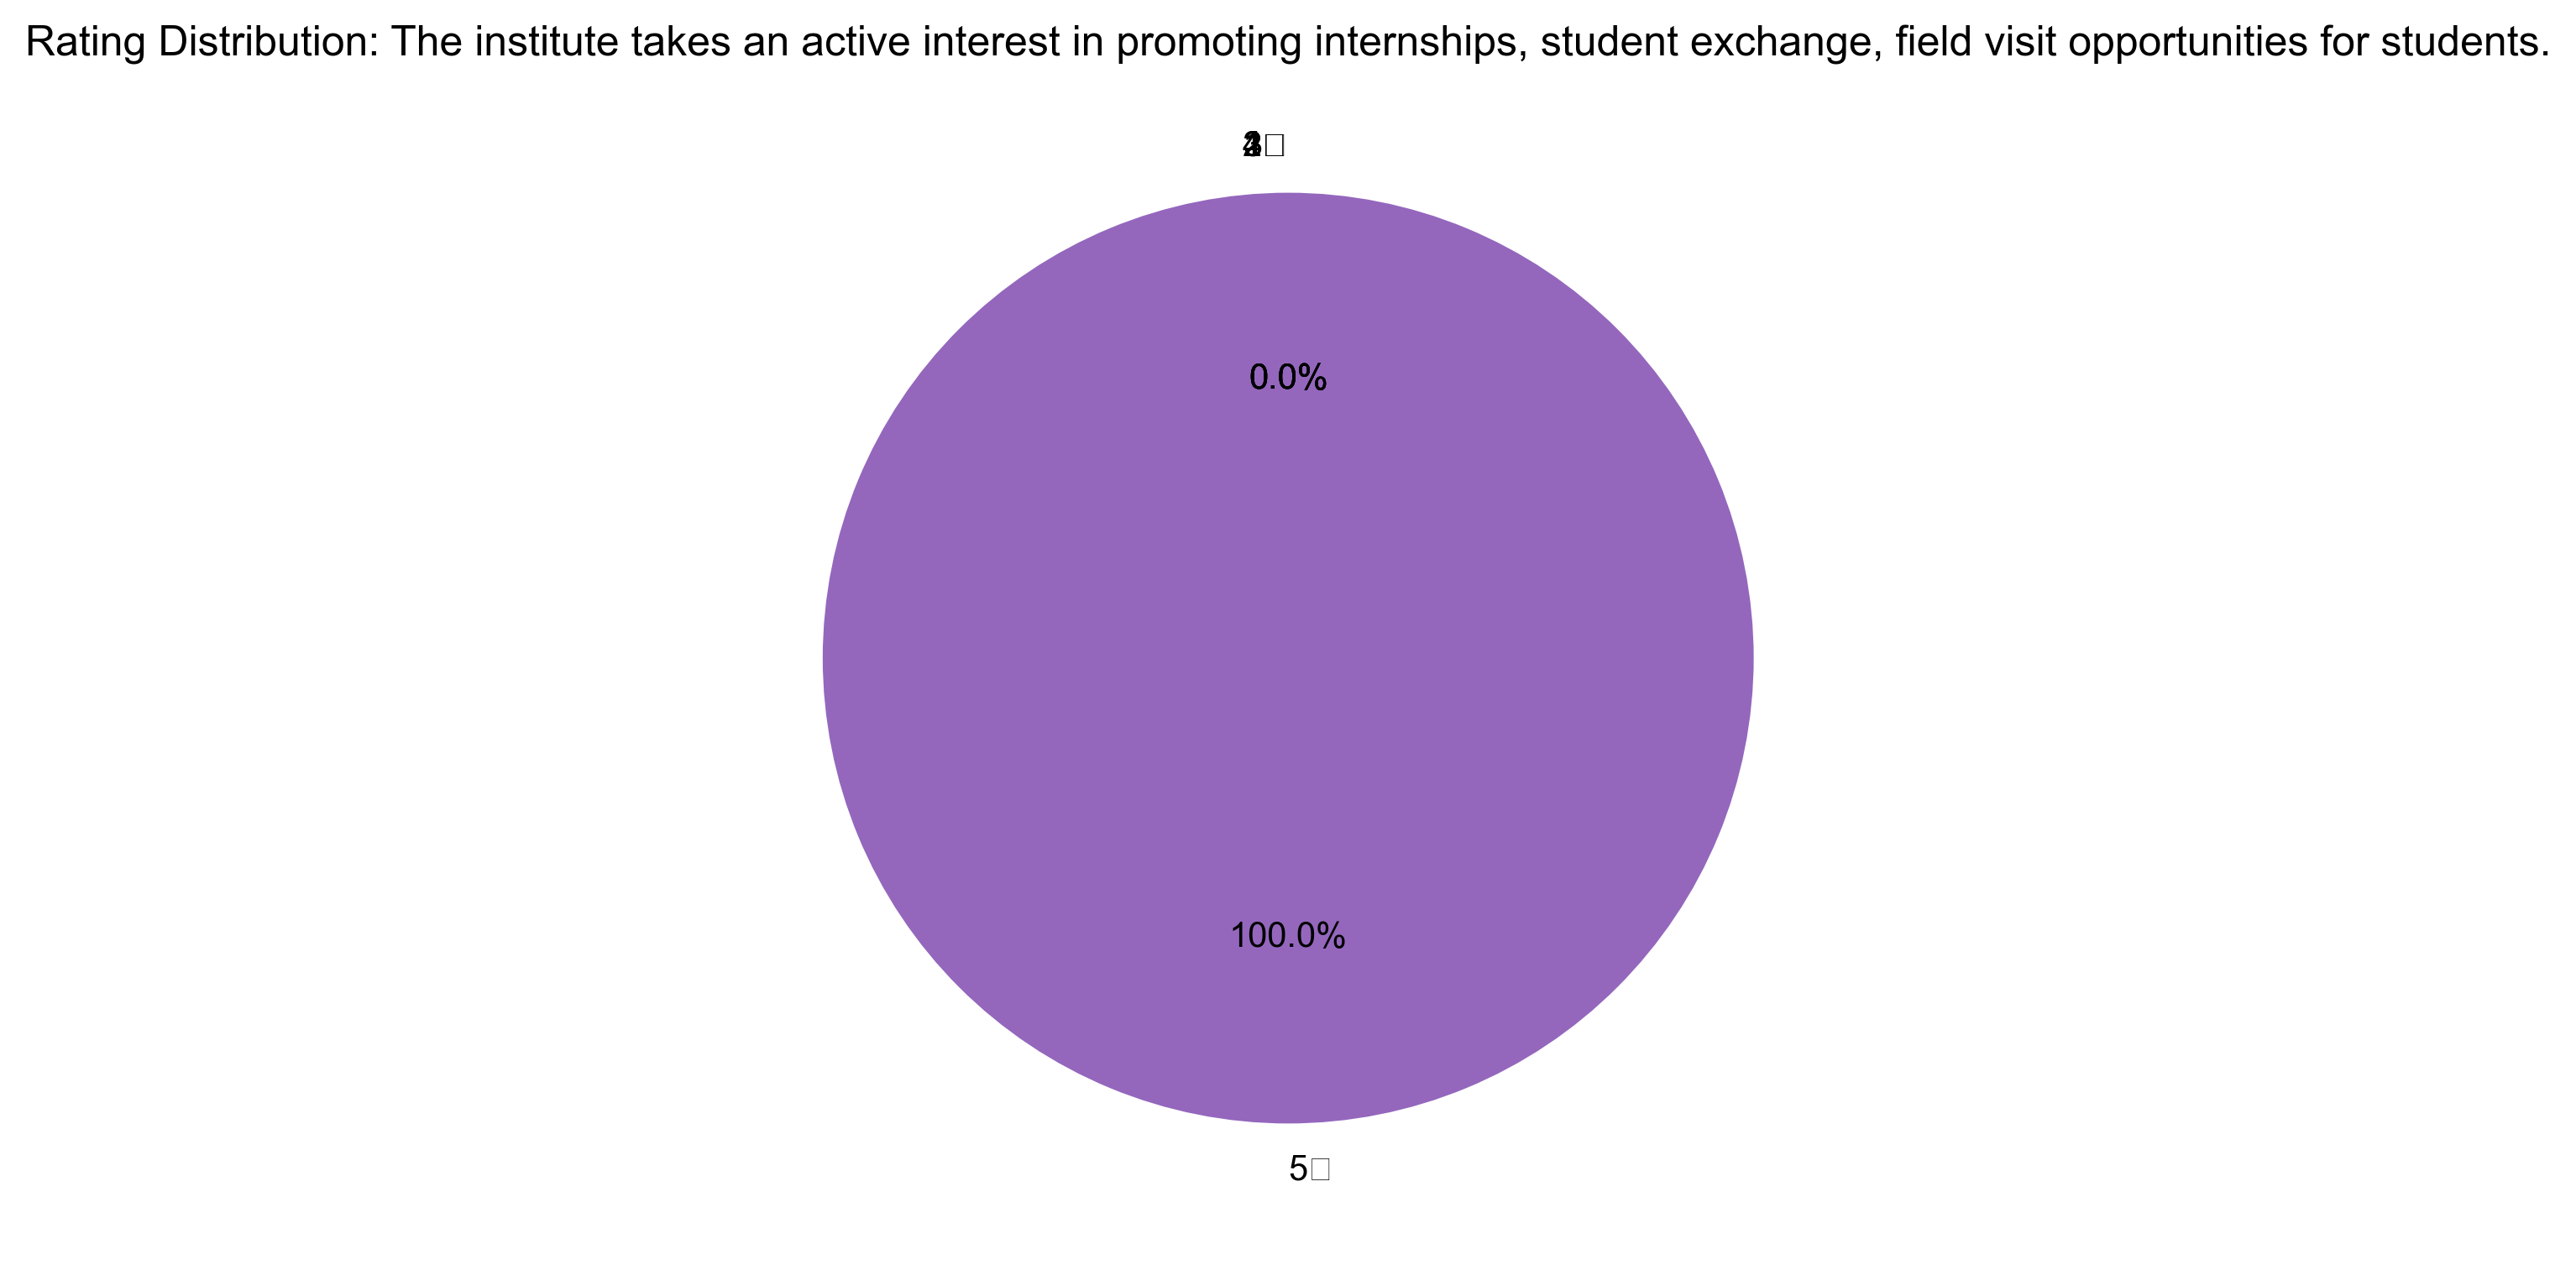 Rating Distribution: The institute takes an active interest in promoting internships, student exchange, field visit opportunities for students.
0.0%
100.0%
5